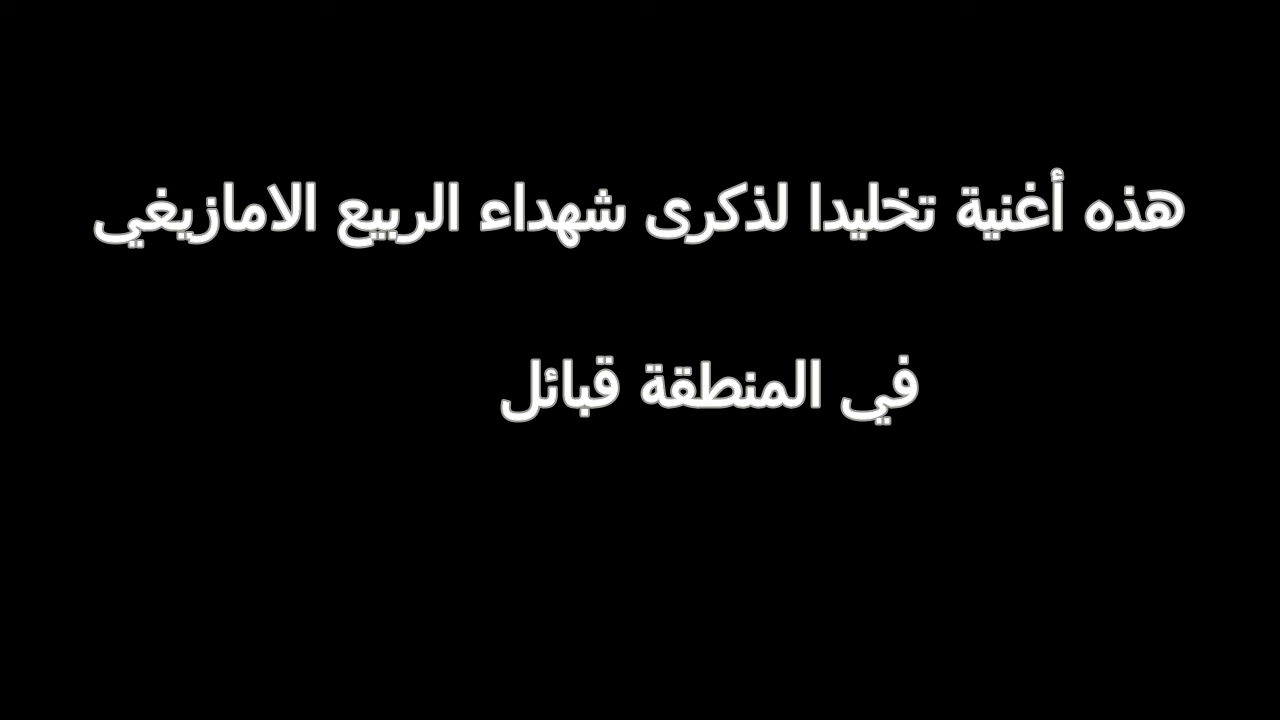 هذه أغنية تخليدا لذكرى شهداء الربيع الامازيغي
في المنطقة قبائل